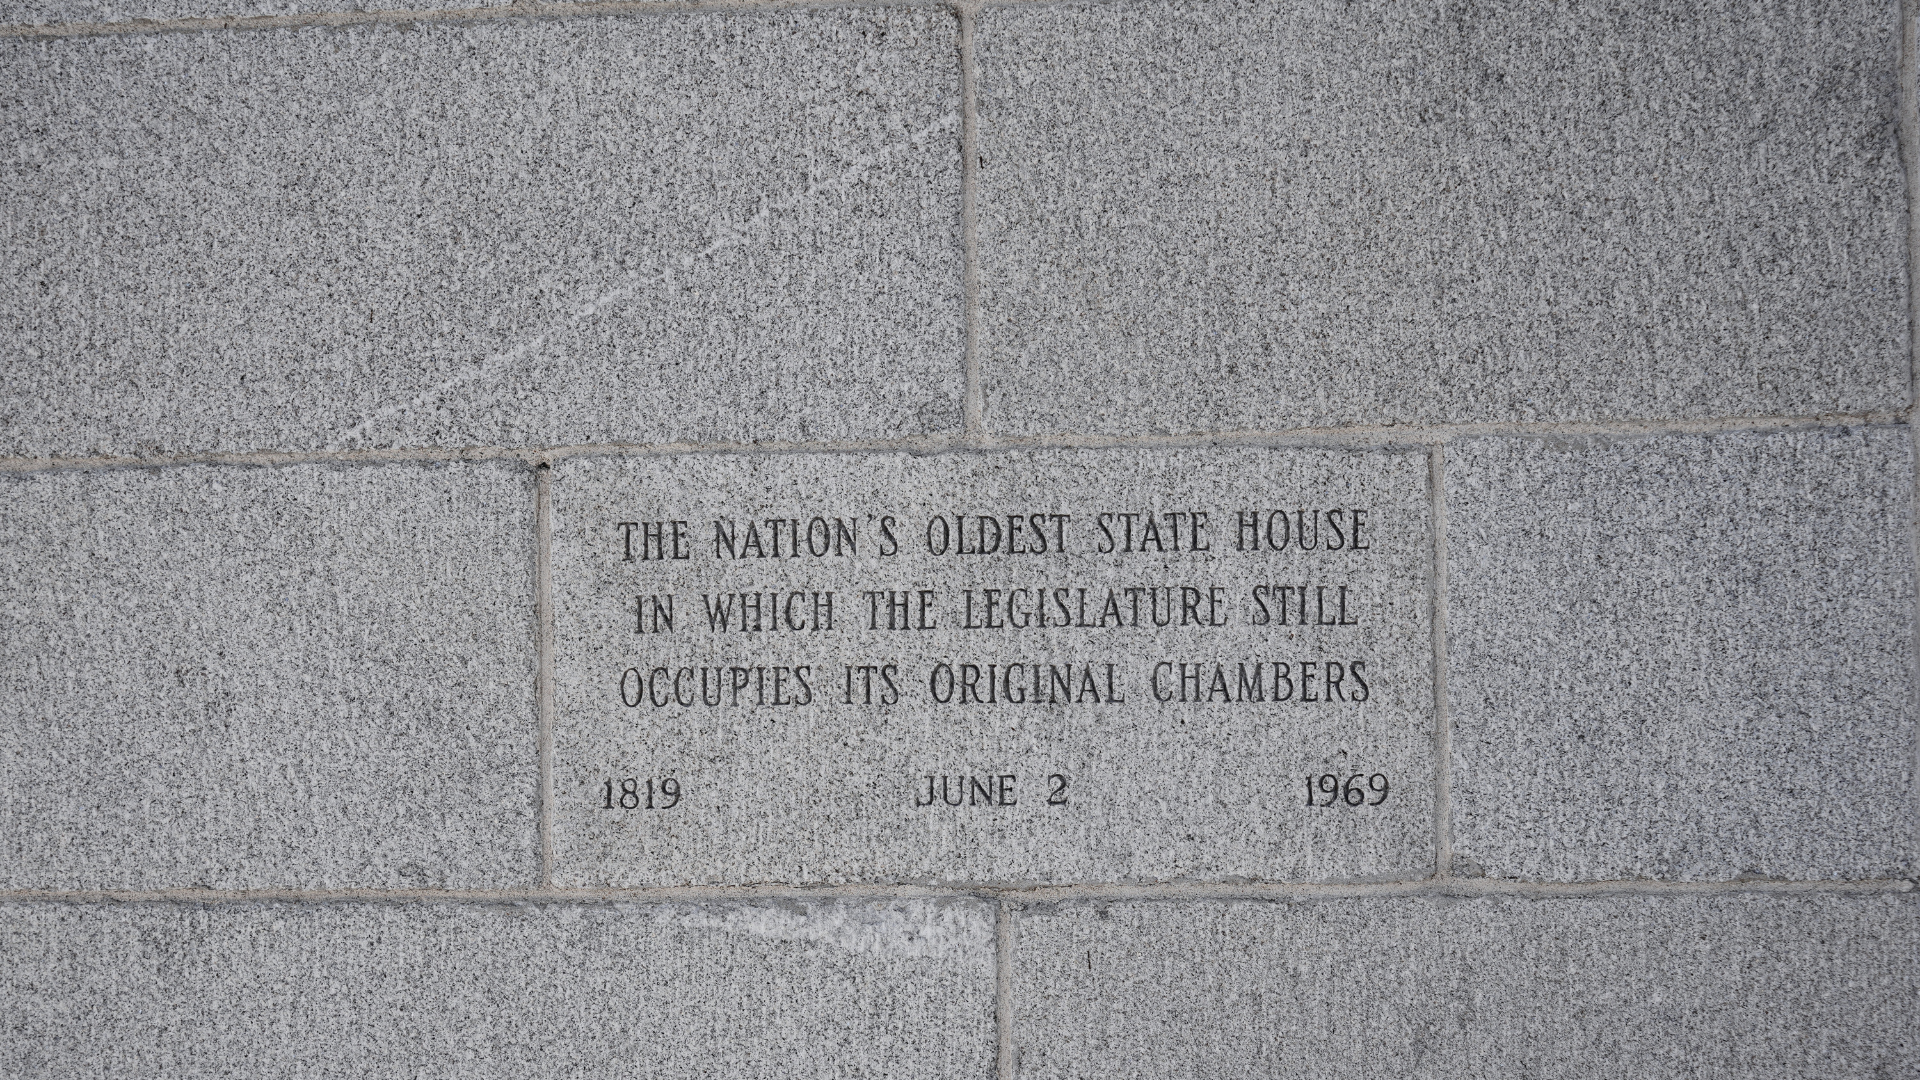 THE NATION'S OLDEST STATE HOUSE
IN WHICH THE LEGISLATURE STILL
OCCUPIES ITS ORIGINAL CHAMBERS
1819 JUNE 2 1969